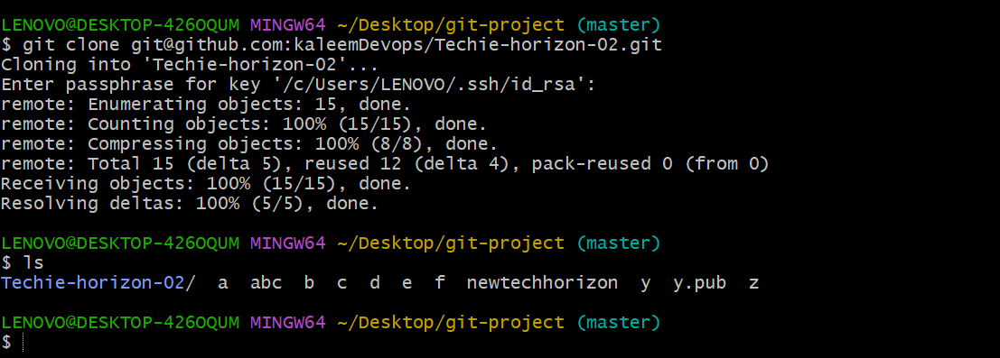 LENOVO@DESKTOP-426OQUM MINGW64 ~/Desktop/git-project (master)
$ git clone git@github.com:kaleemDevops/Techie-horizon-02.git
Cloning into 'Techie-horizon-02'...
Enter passphrase for key '/c/Users/LENOVO/.ssh/id_rsa':
remote: Enumerating objects: 15, done.
remote: Counting objects: 100% (15/15), done.
remote: Compressing objects: 100% (8/8), done.
remote: Total 15 (delta 5), reused 12 (delta 4), pack-reused 0 (from 0)
Receiving objects: 100% (15/15), done.
Resolving deltas: 100% (5/5), done.
LENOVO@DESKTOP-426OQUM MINGW64 ~/Desktop/git-project (master)
$ ls
Techie-horizon-02/  a  abc  b  c  d  e  f  newtechhorizon  y  y.pub  z
LENOVO@DESKTOP-426OQUM MINGW64 ~/Desktop/git-project (master)
$